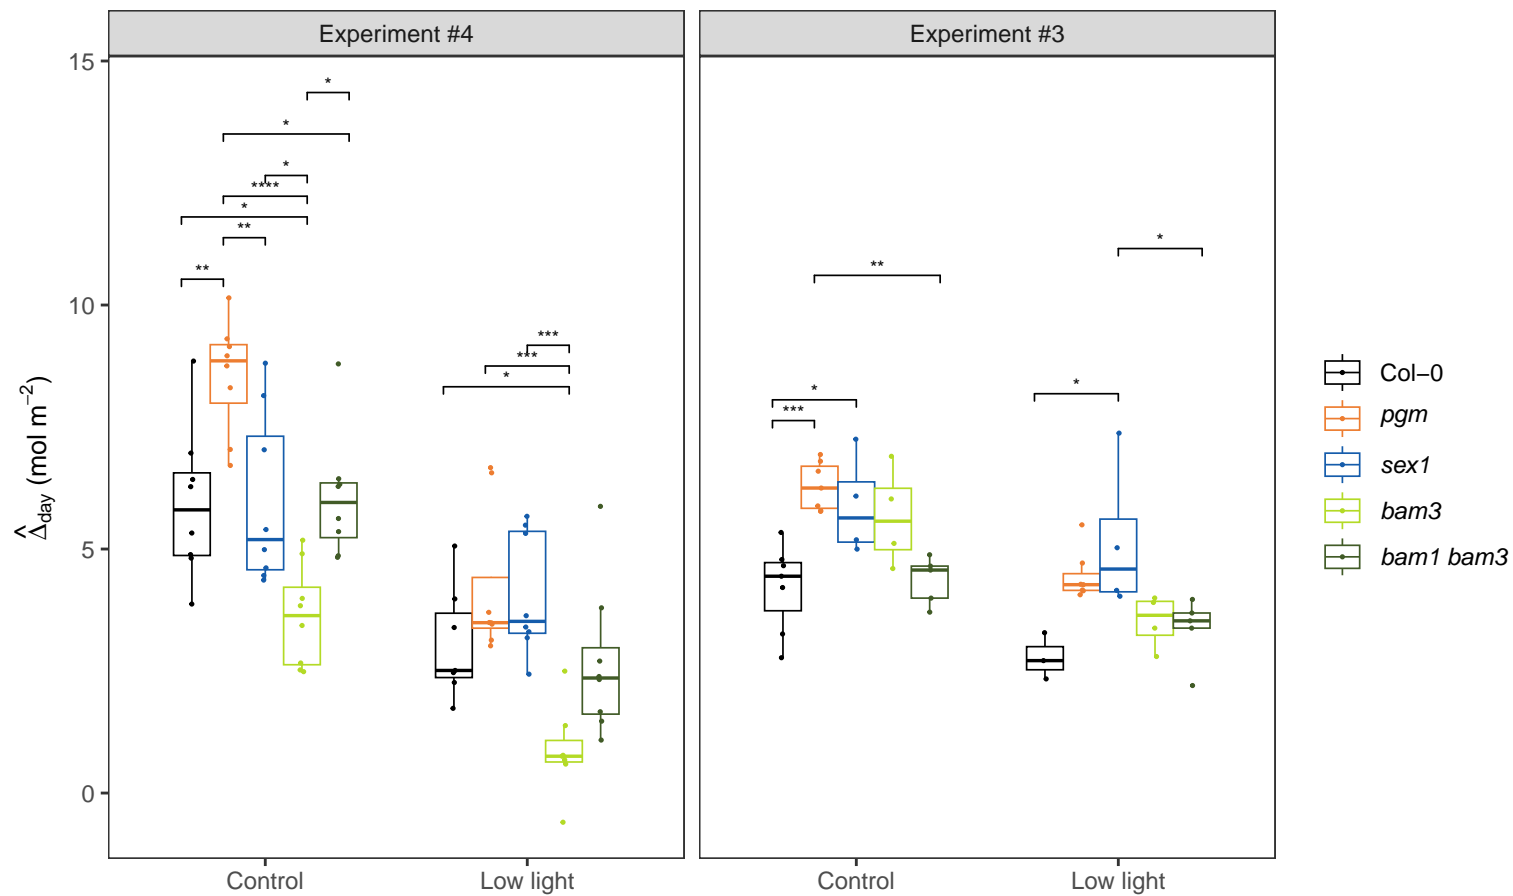 Experiment #4
Experiment #3
15
10
5
0
Δ̂day (mol m−2)
*
*
*
****
*
**
**
***
***
*
**
*
***
*
*
Control
Low light
Control
Low light
Col−0
pgm
sex1
bam3
bam1 bam3